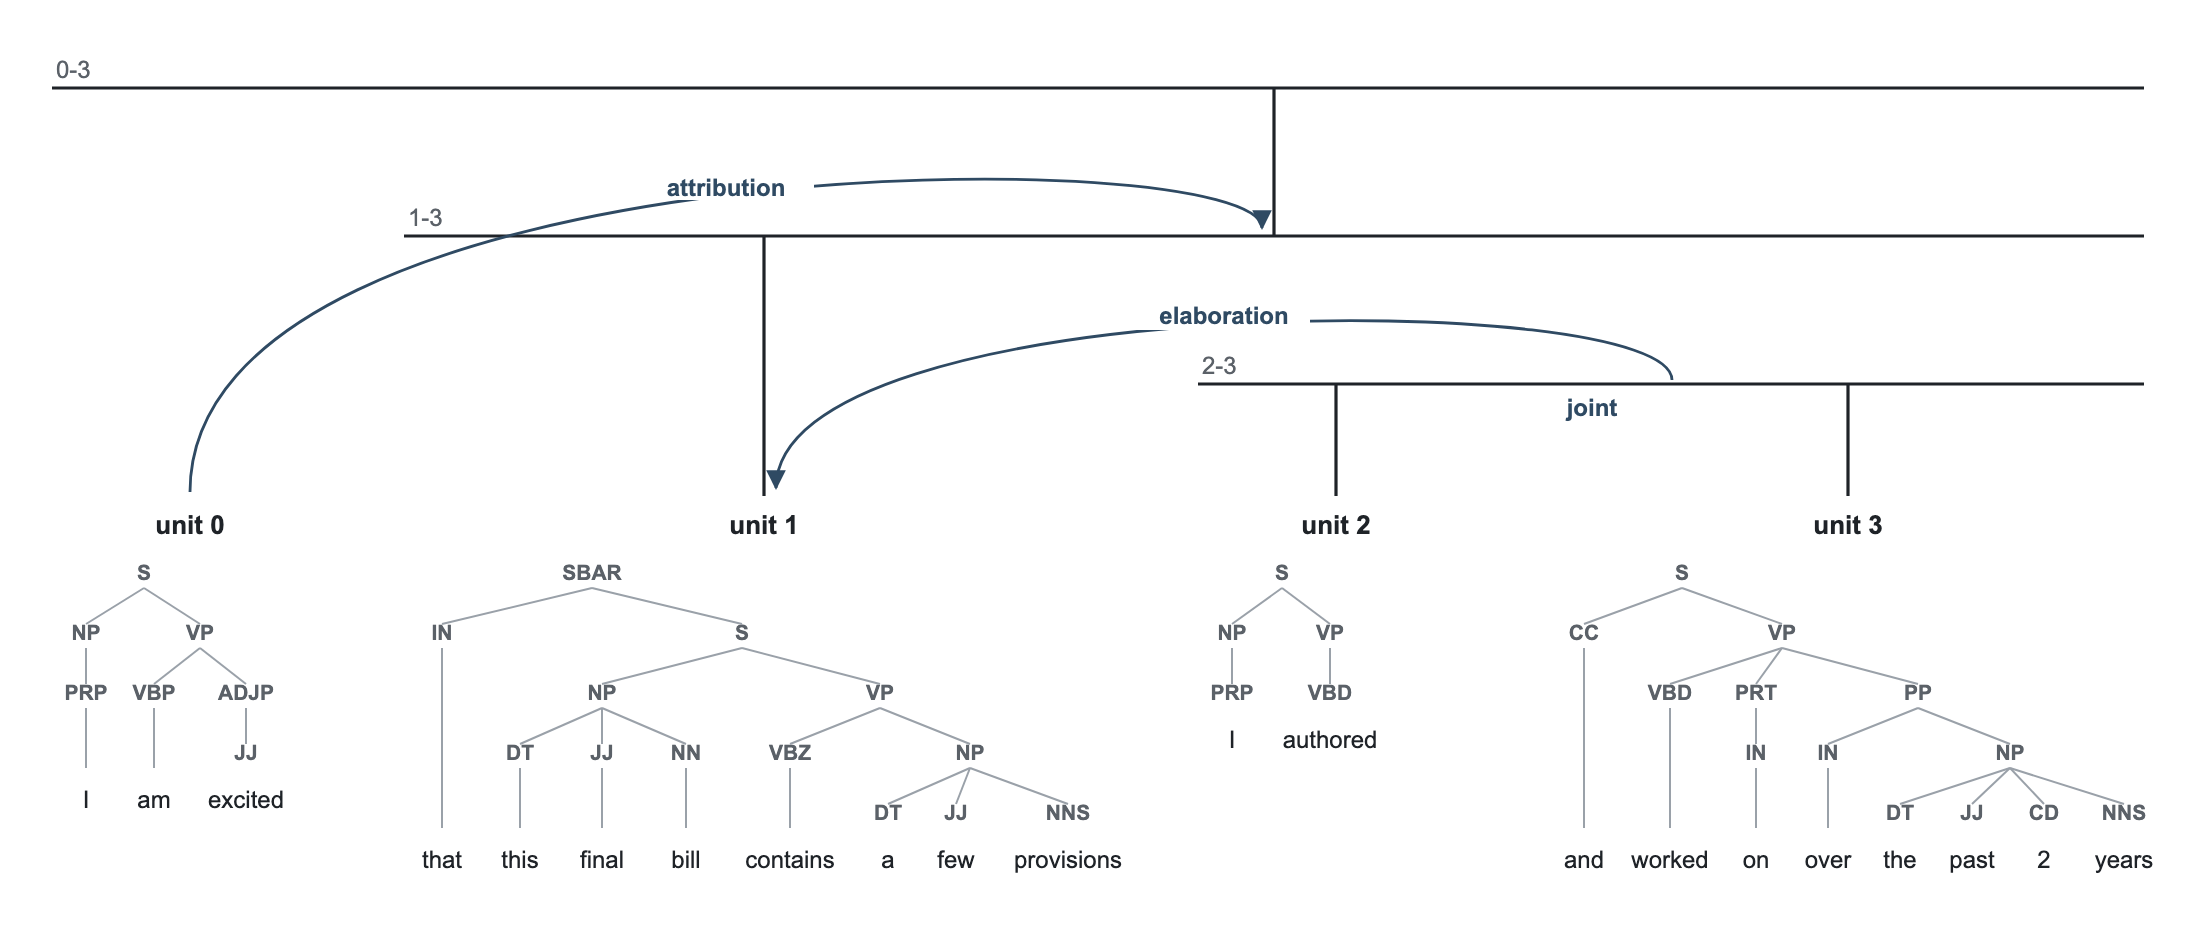 0-3
attribution
1-3
elaboration
2-3
joint
unit 0 unit 1 unit 2 unit 3
S SBAR S S
NP VP IN S NP VP CC VP
PRP VBP ADJP NP VP PRP VBD VBD PRT PP
I authored
JJ DT JJ NN VBZ NP IN IN NP
I am excited
DT JJ NNS DT JJ CD NNS
that this final bill contains a few provisions and worked on over the past 2 years